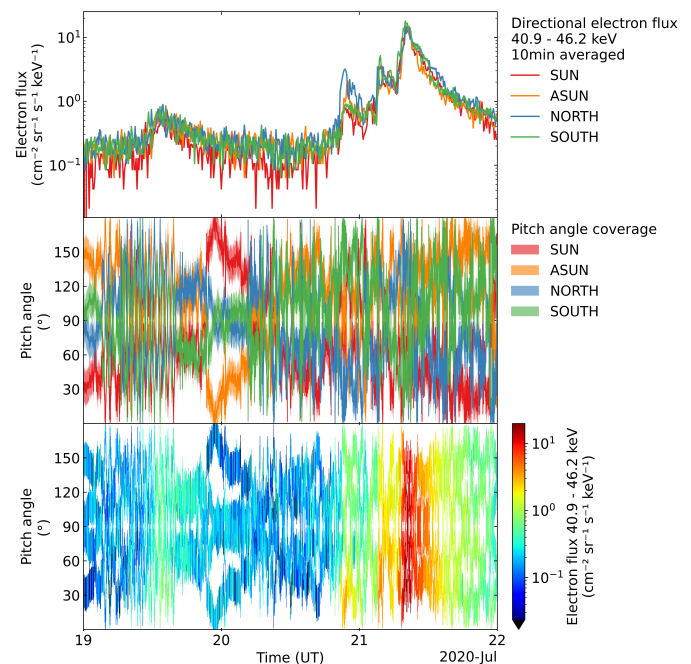 Directional electron flux
40.9 - 46.2 keV
10min averaged
SUN
ASUN
NORTH
SOUTH
Electron flux
(cm⁻² sr⁻¹ s⁻¹ keV⁻¹)
10¹
10⁰
10⁻¹
Pitch angle coverage
SUN
ASUN
NORTH
SOUTH
Pitch angle
(°)
150
120
90
60
30
Pitch angle
(°)
150
120
90
60
30
10¹
10⁰
10⁻¹
Electron flux 40.9 - 46.2 keV
(cm⁻² sr⁻¹ s⁻¹ keV⁻¹)
19 20 21 22
Time (UT)
2020-Jul